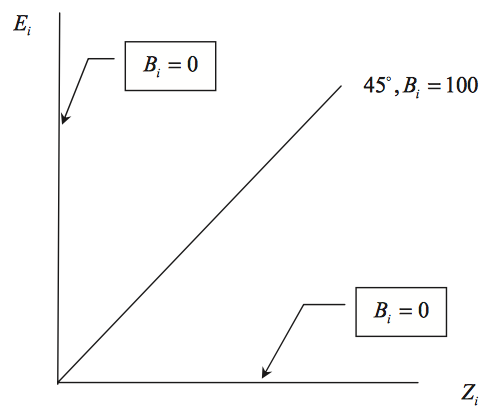 E_i
B_i = 0
45°, B_i = 100
B_i = 0
Z_i